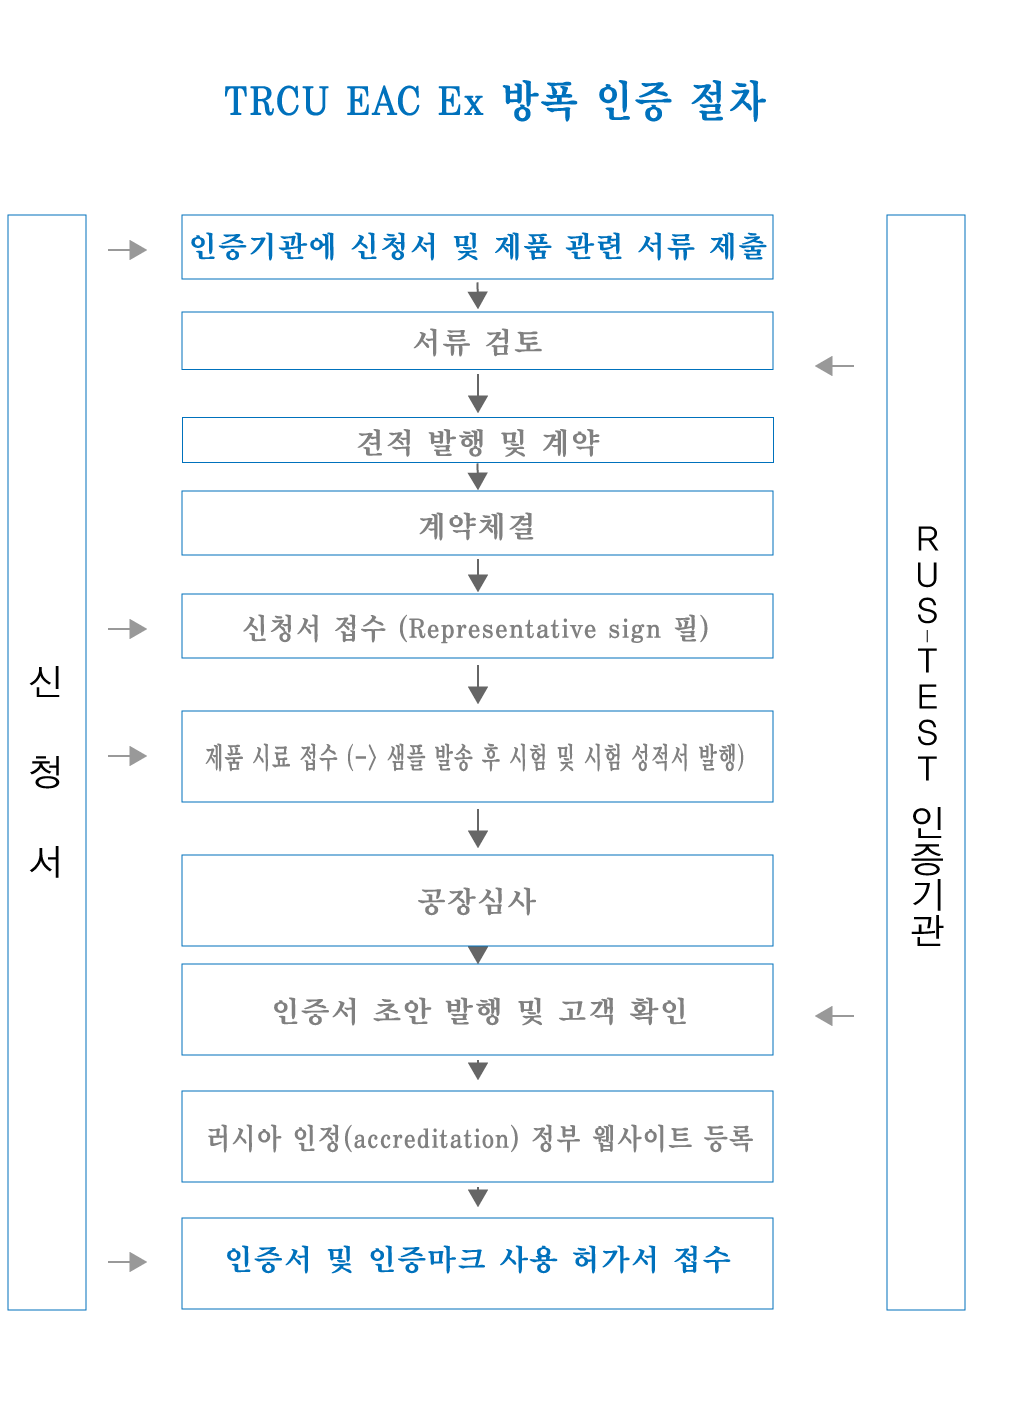 TRCU EAC Ex 방폭 인증 절차
인증기관에 신청서 및 제품 관련 서류 제출
서류 검토
견적 발행 및 계약
계약체결
신청서 접수 (Representative sign 필)
제품 시료 접수 (-> 샘플 발송 후 시험 및 시험 성적서 발행)
공장심사
인증서 초안 발행 및 고객 확인
러시아 인정(accreditation) 정부 웹사이트 등록
인증서 및 인증마크 사용 허가서 접수
신청서
RUS-TEST 인증기관